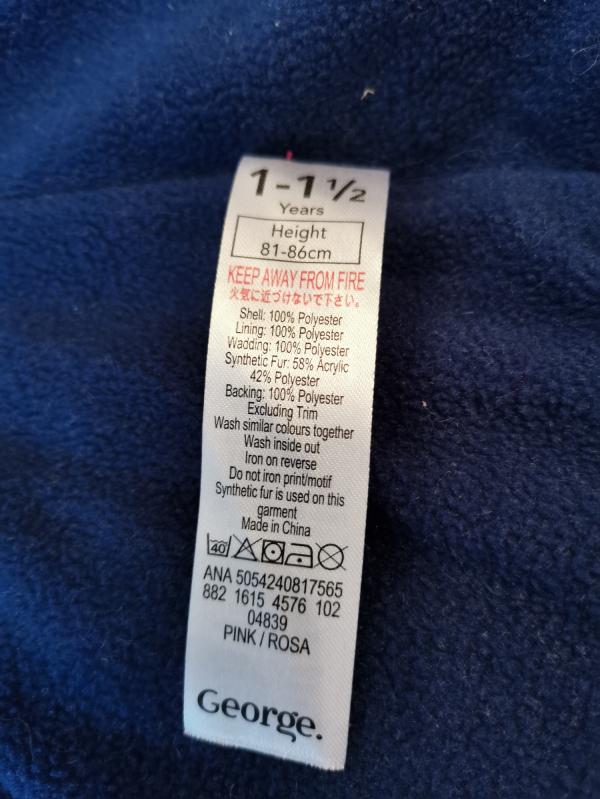 1-1½
Years
Height
81-86cm
KEEP AWAY FROM FIRE
火気に近づけないで下さい。
Shell: 100% Polyester
Lining: 100% Polyester
Wadding: 100% Polyester
Synthetic Fur: 58% Acrylic
42% Polyester
Backing: 100% Polyester
Excluding Trim
Wash similar colours together
Wash inside out
Iron on reverse
Do not iron print/motif
Synthetic fur is used on this
garment
Made in China
40
ANA 5054240817565
882 1615 4576 102
04839
PINK / ROSA
George.